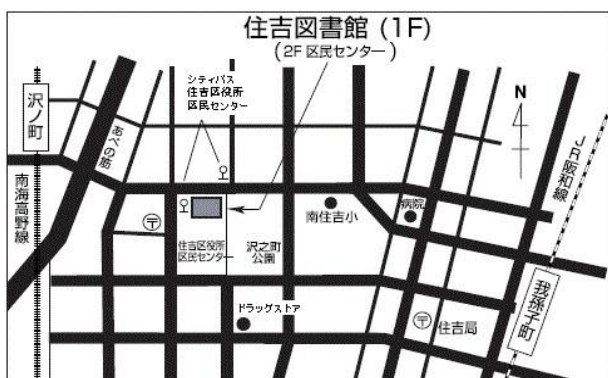 住吉図書館 (1F)
(2F 区民センター)
シティバス
住吉区役所
区民センター
N
沢ノ町
あべの筋
JR阪和線
南海高野線
〒
住吉区役所
区民センター
沢之町
公園
南住吉小
病院
我孫子町
ドラッグストア
〒
住吉局